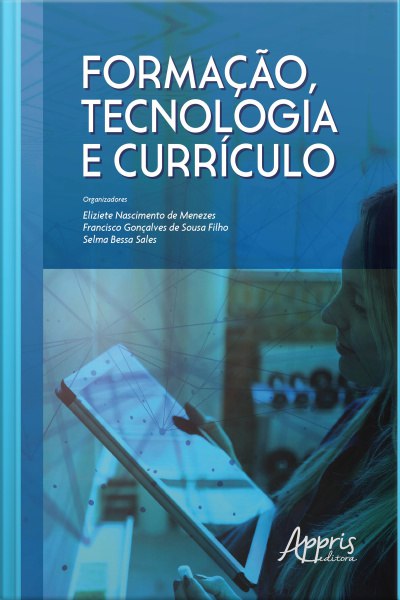 FORMAÇÃO,
TECNOLOGIA
E CURRÍCULO
Organizadores
Eliziete Nascimento de Menezes
Francisco Gonçalves de Sousa Filho
Selma Bessa Sales
Appris
editora